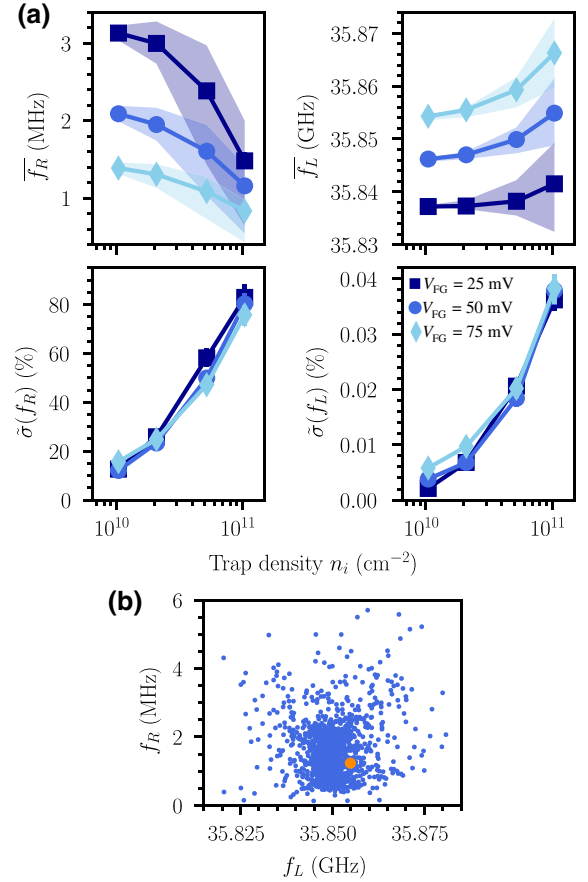 (a)
3
2
1
f_R (MHz)
35.87
35.86
35.85
35.84
35.83
f_L (GHz)
80
60
40
20
0
σ̃(f_R) (%)
10^10
10^11
0.04
0.03
0.02
0.01
0.00
σ̃(f_L) (%)
V_FG = 25 mV
V_FG = 50 mV
V_FG = 75 mV
10^10
10^11
Trap density n_i (cm^−2)
(b)
6
4
2
0
f_R (MHz)
35.825
35.850
35.875
f_L (GHz)